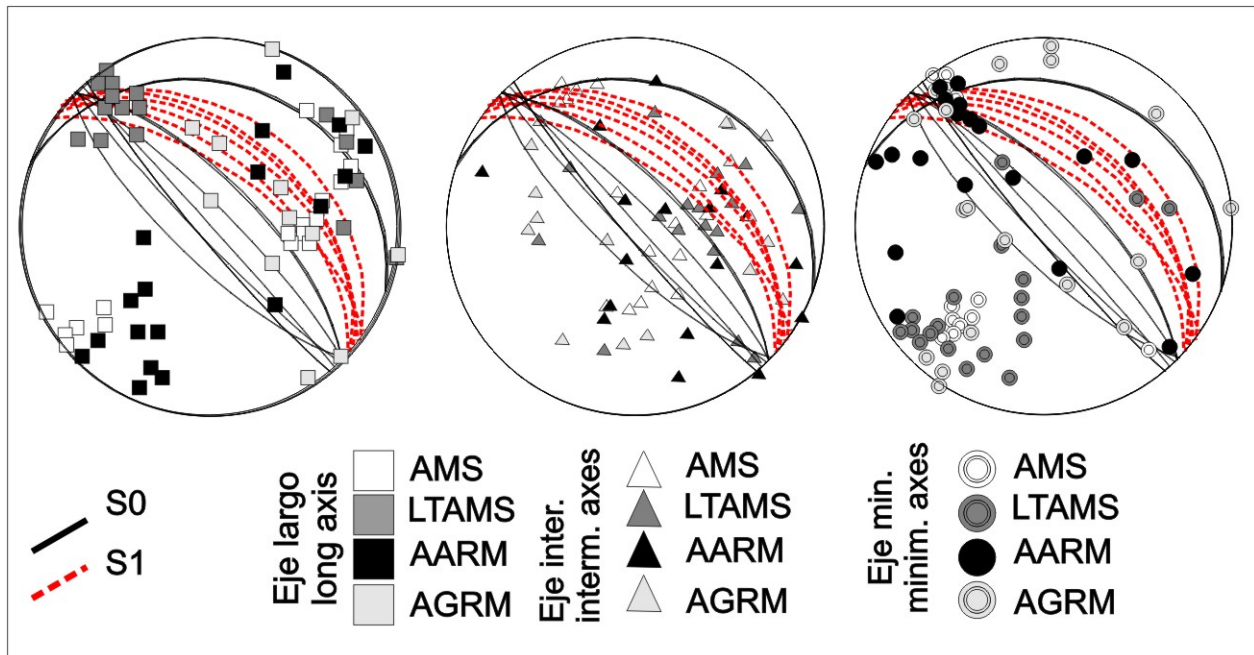 S0
S1
Eje largo
long axis
AMS
LTAMS
AARM
AGRM
Eje inter.
interm. axes
AMS
LTAMS
AARM
AGRM
Eje min.
minim. axes
AMS
LTAMS
AARM
AGRM